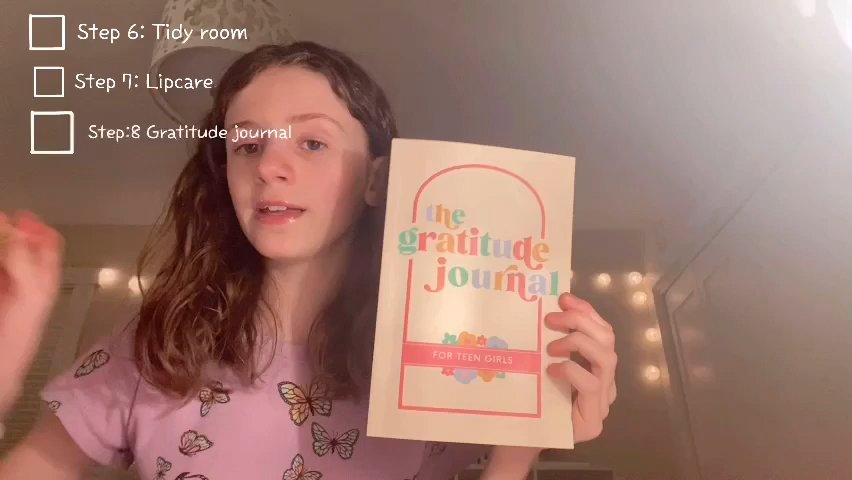 Step 6: Tidy room
Step 7: Lipcare
Step:8 Gratitude journal
the
gratitude
journal
FOR TEEN GIRLS